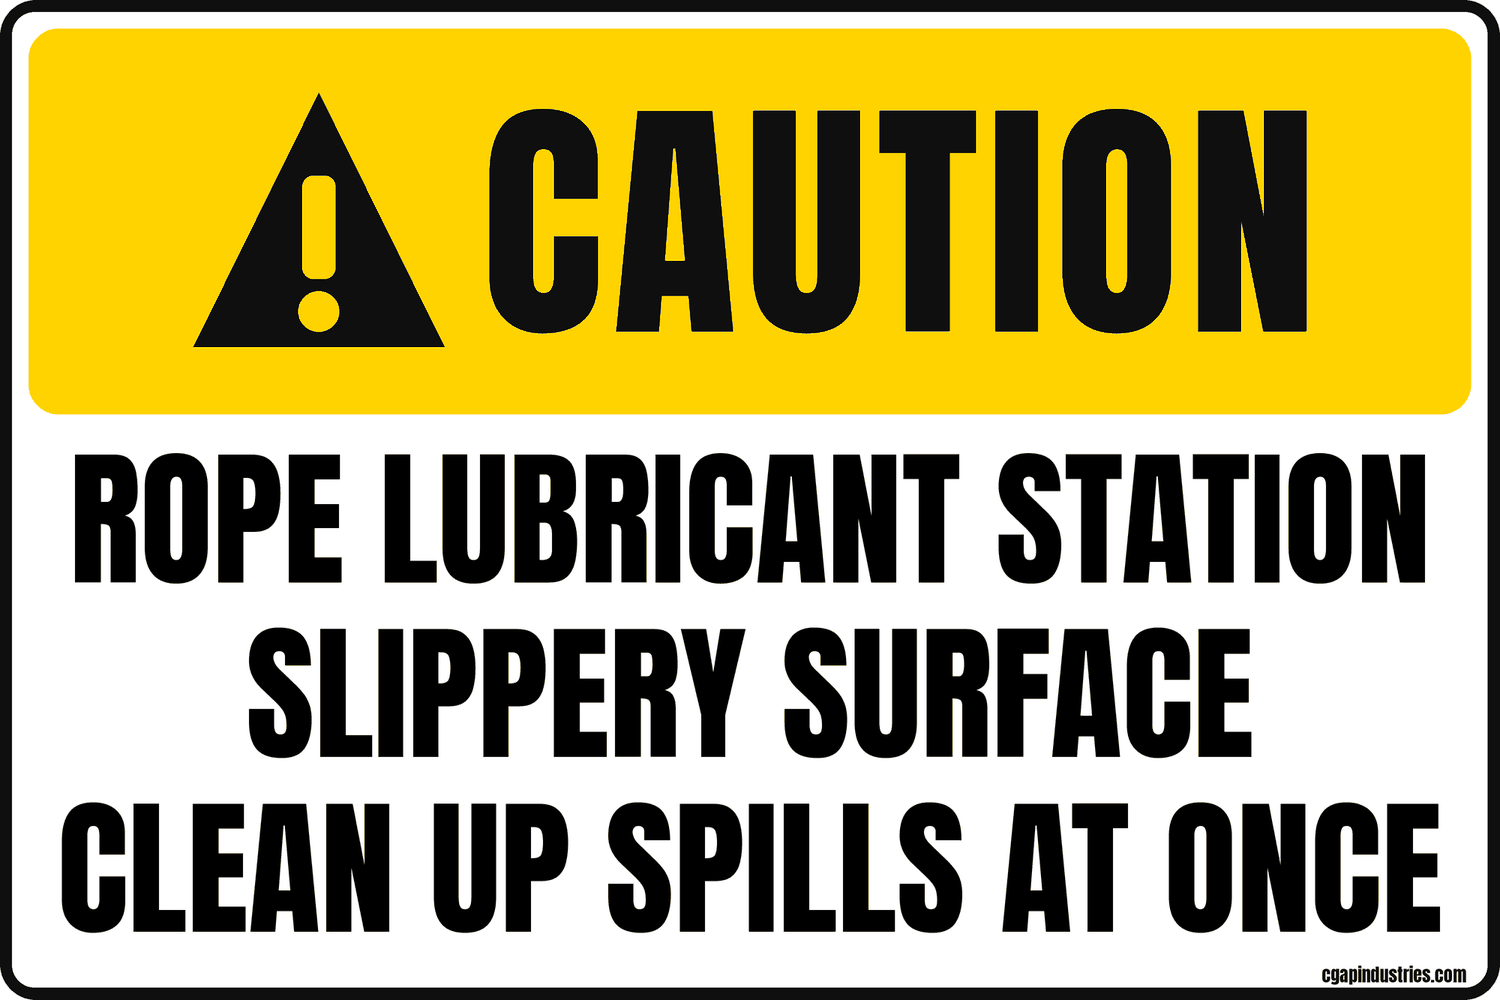 CAUTION
ROPE LUBRICANT STATION
SLIPPERY SURFACE
CLEAN UP SPILLS AT ONCE
cgapindustries.com